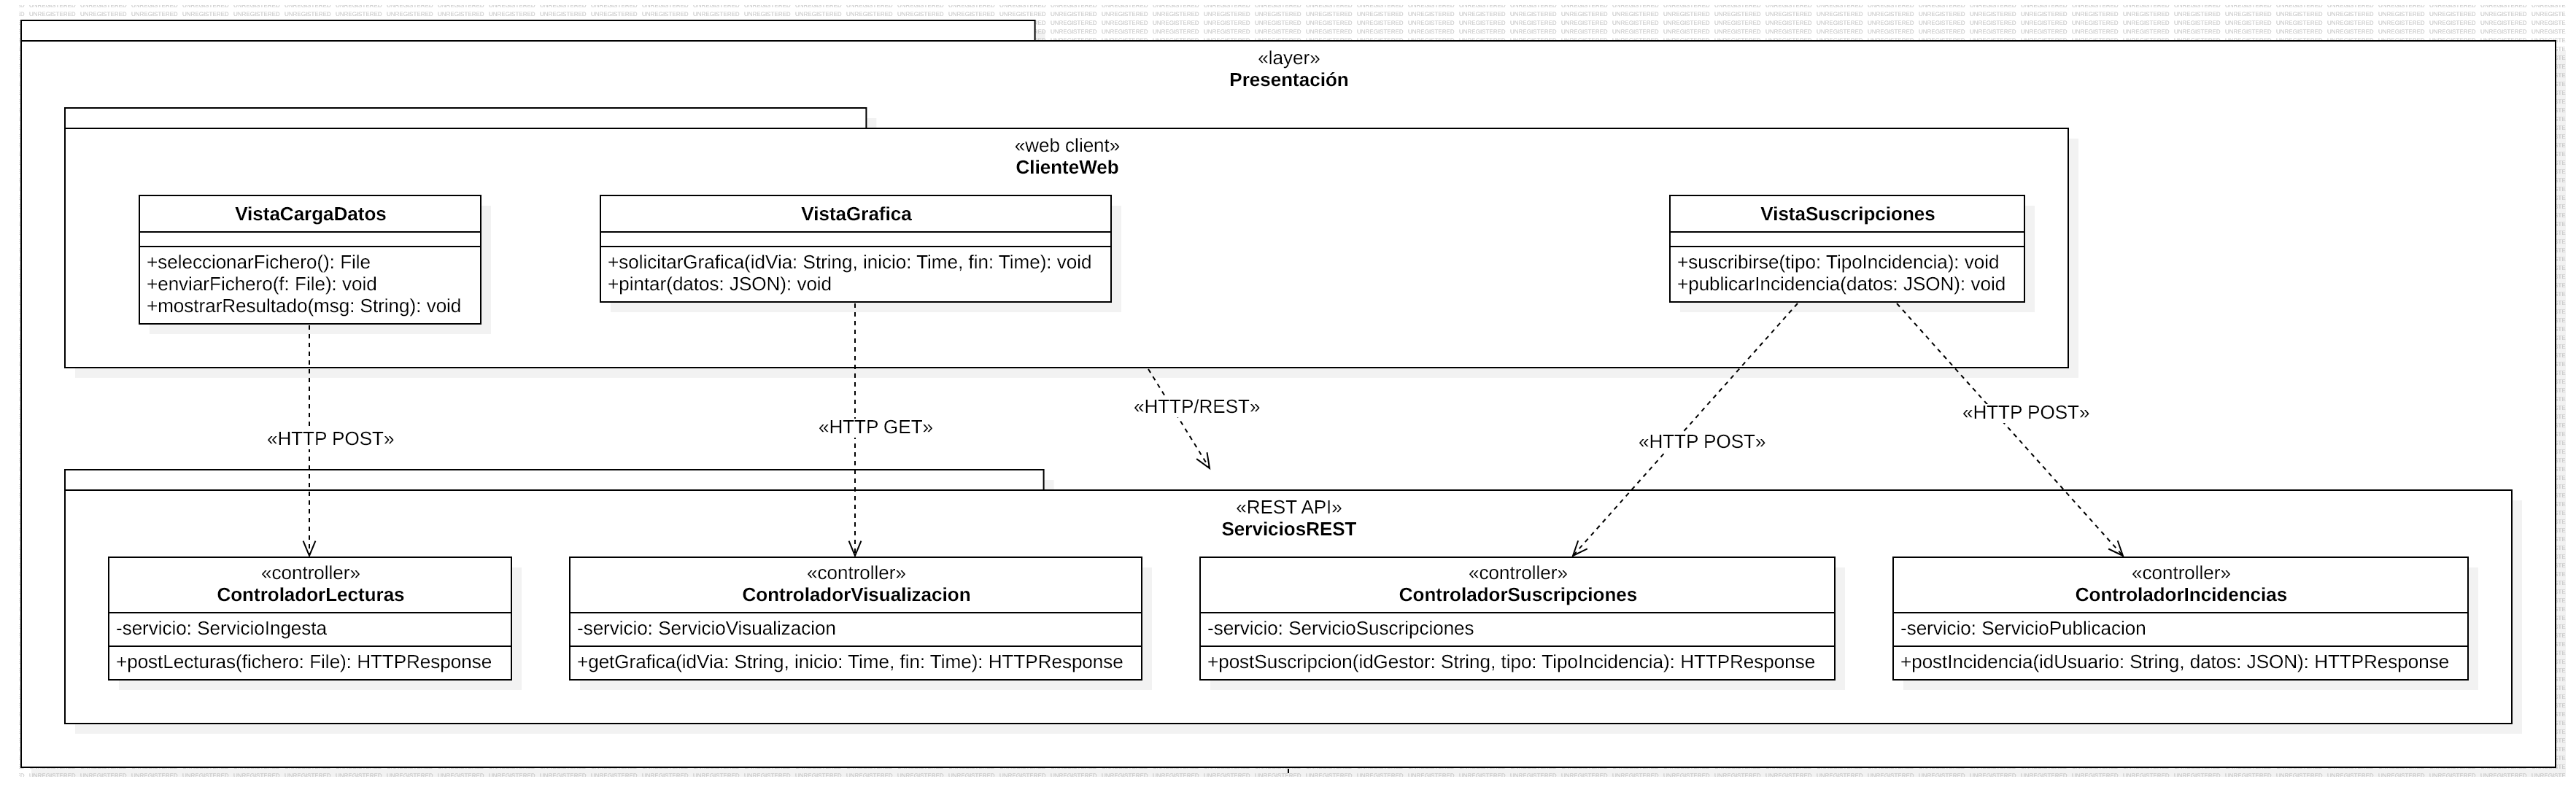 «layer»
Presentación
«web client»
ClienteWeb
VistaCargaDatos
+seleccionarFichero(): File
+enviarFichero(f: File): void
+mostrarResultado(msg: String): void
VistaGrafica
+solicitarGrafica(idVia: String, inicio: Time, fin: Time): void
+pintar(datos: JSON): void
VistaSuscripciones
+suscribirse(tipo: TipoIncidencia): void
+publicarIncidencia(datos: JSON): void
«HTTP POST»
«HTTP GET»
«HTTP/REST»
«HTTP POST»
«HTTP POST»
«REST API»
ServiciosREST
«controller»
ControladorLecturas
-servicio: ServicioIngesta
+postLecturas(fichero: File): HTTPResponse
«controller»
ControladorVisualizacion
-servicio: ServicioVisualizacion
+getGrafica(idVia: String, inicio: Time, fin: Time): HTTPResponse
«controller»
ControladorSuscripciones
-servicio: ServicioSuscripciones
+postSuscripcion(idGestor: String, tipo: TipoIncidencia): HTTPResponse
«controller»
ControladorIncidencias
-servicio: ServicioPublicacion
+postIncidencia(idUsuario: String, datos: JSON): HTTPResponse